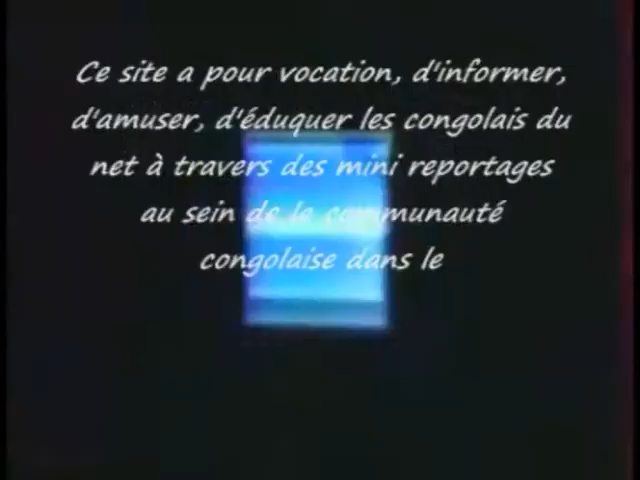 Ce site a pour vocation, d'informer,
d'amuser, d'éduquer les congolais du
net à travers des mini reportages
au sein de la communauté
congolaise dans le